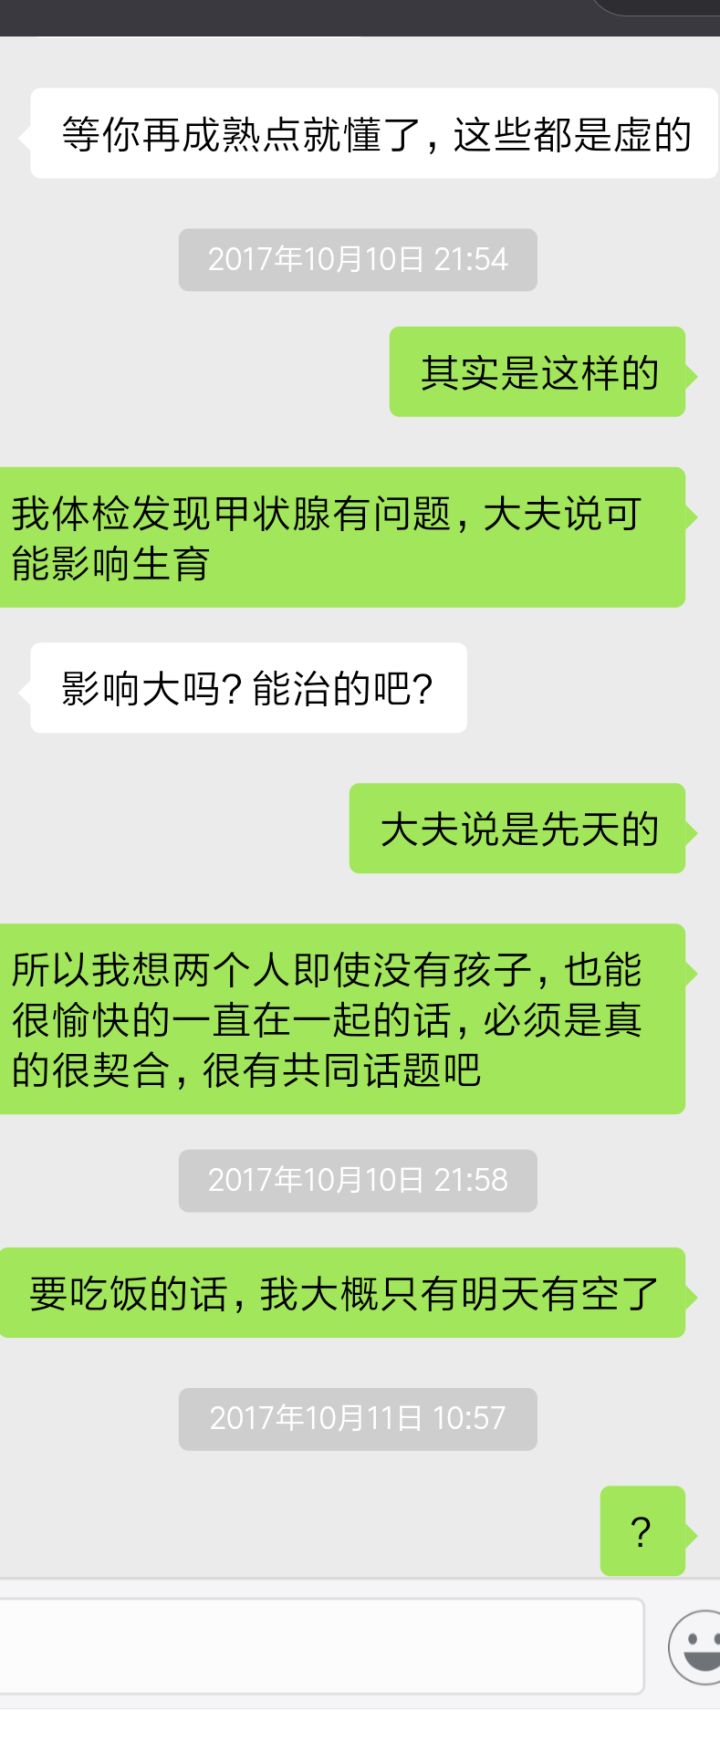 等你再成熟点就懂了，这些都是虚的
2017年10月10日 21:54
其实是这样的
我体检发现甲状腺有问题，大夫说可
能影响生育
影响大吗？能治的吧？
大夫说是先天的
所以我想两个人即使没有孩子，也能
很愉快的一直在一起的话，必须是真
的很契合，很有共同话题吧
2017年10月10日 21:58
要吃饭的话，我大概只有明天有空了
2017年10月11日 10:57
？